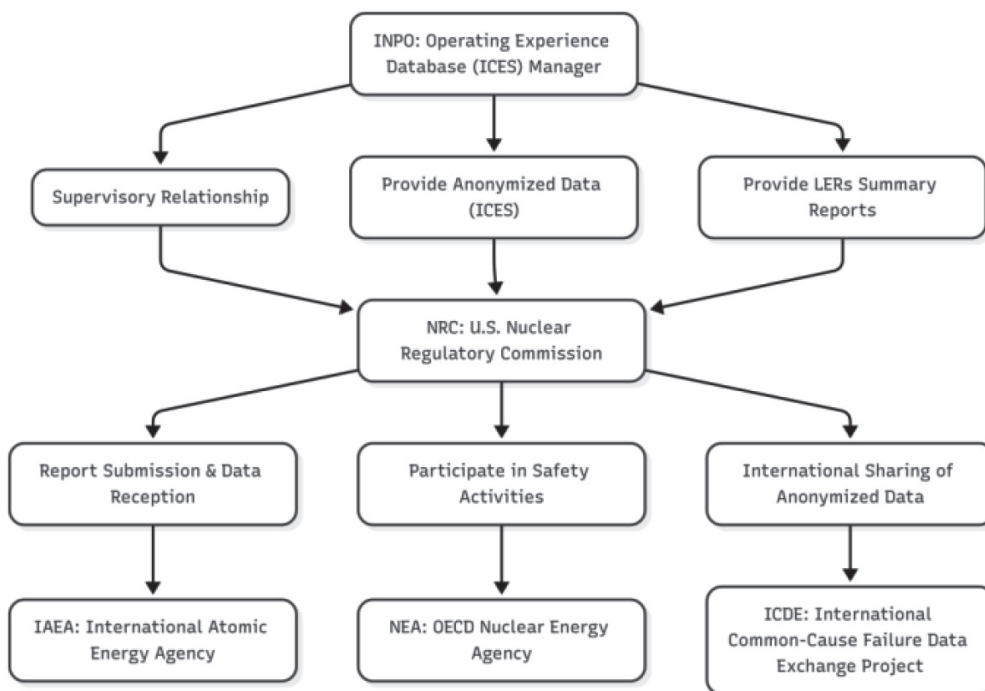 INPO: Operating Experience
Database (ICES) Manager
Supervisory Relationship
Provide Anonymized Data
(ICES)
Provide LERs Summary
Reports
NRC: U.S. Nuclear
Regulatory Commission
Report Submission & Data
Reception
Participate in Safety
Activities
International Sharing of
Anonymized Data
IAEA: International Atomic
Energy Agency
NEA: OECD Nuclear Energy
Agency
ICDE: International
Common-Cause Failure Data
Exchange Project